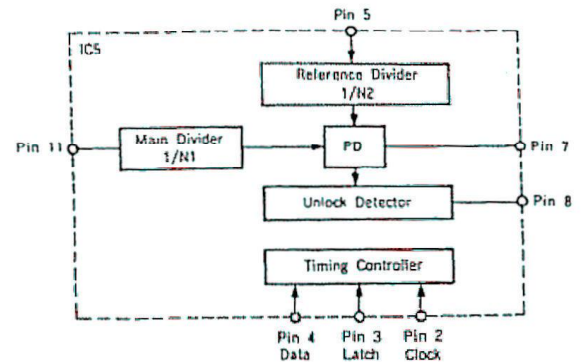 Pin 5
IC5
Reference Divider
1/N2
Pin 11
Main Divider
1/N1
PD
Pin 7
Unlock Detector
Pin 8
Timing Controller
Pin 4
Data
Pin 3
Latch
Pin 2
Clock